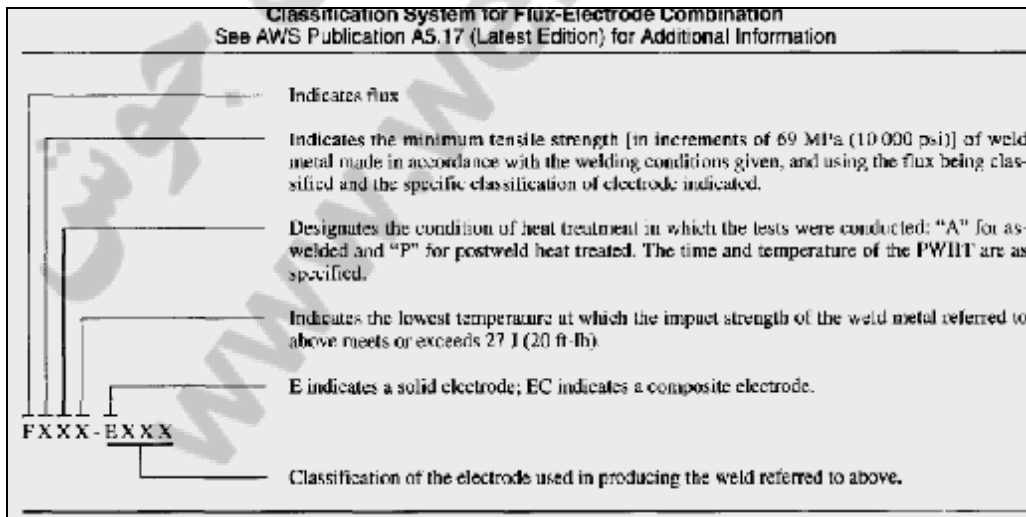 Classification System for Flux-Electrode Combination
See AWS Publication A5.17 (Latest Edition) for Additional Information
Indicates flux
Indicates the minimum tensile strength [in increments of 69 MPa (10 000 psi)] of weld
metal made in accordance with the welding conditions given, and using the flux being clas-
sified and the specific classification of electrode indicated.
Designates the condition of heat treatment in which the tests were conducted: "A" for as-
welded and "P" for postweld heat treated. The time and temperature of the PWHT are as
specified.
Indicates the lowest temperature at which the impact strength of the weld metal referred to
above meets or exceeds 27 J (20 ft-lb).
E indicates a solid electrode; EC indicates a composite electrode.
FXXX-EXXX
Classification of the electrode used in producing the weld referred to above.
www.